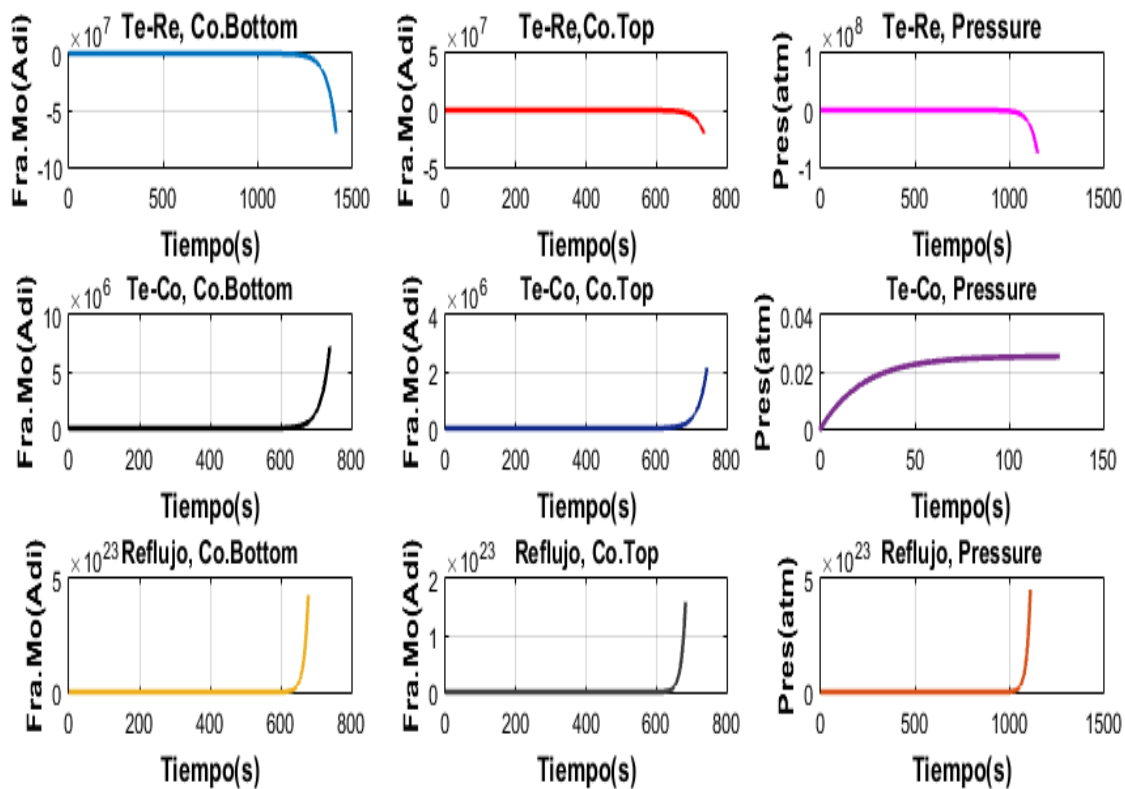 ×10^7 Te-Re, Co.Bottom
Fra.Mo(Adi)
0
-5
-10
0 500 1000 1500
Tiempo(s)
×10^7 Te-Re,Co.Top
Fra.Mo(Adi)
5
0
-5
0 200 400 600 800
Tiempo(s)
×10^8 Te-Re, Pressure
Pres(atm)
1
0
-1
0 500 1000 1500
Tiempo(s)
×10^6 Te-Co, Co.Bottom
Fra.Mo(Adi)
10
5
0
0 200 400 600 800
Tiempo(s)
×10^6 Te-Co, Co.Top
Fra.Mo(Adi)
4
2
0
0 200 400 600 800
Tiempo(s)
Te-Co, Pressure
Pres(atm)
0.04
0.02
0
0 50 100 150
Tiempo(s)
×10^23 Reflujo, Co.Bottom
Fra.Mo(Adi)
5
0
0 200 400 600 800
Tiempo(s)
×10^23 Reflujo, Co.Top
Fra.Mo(Adi)
2
1
0
0 200 400 600 800
Tiempo(s)
×10^23 Reflujo, Pressure
Pres(atm)
5
0
0 500 1000 1500
Tiempo(s)